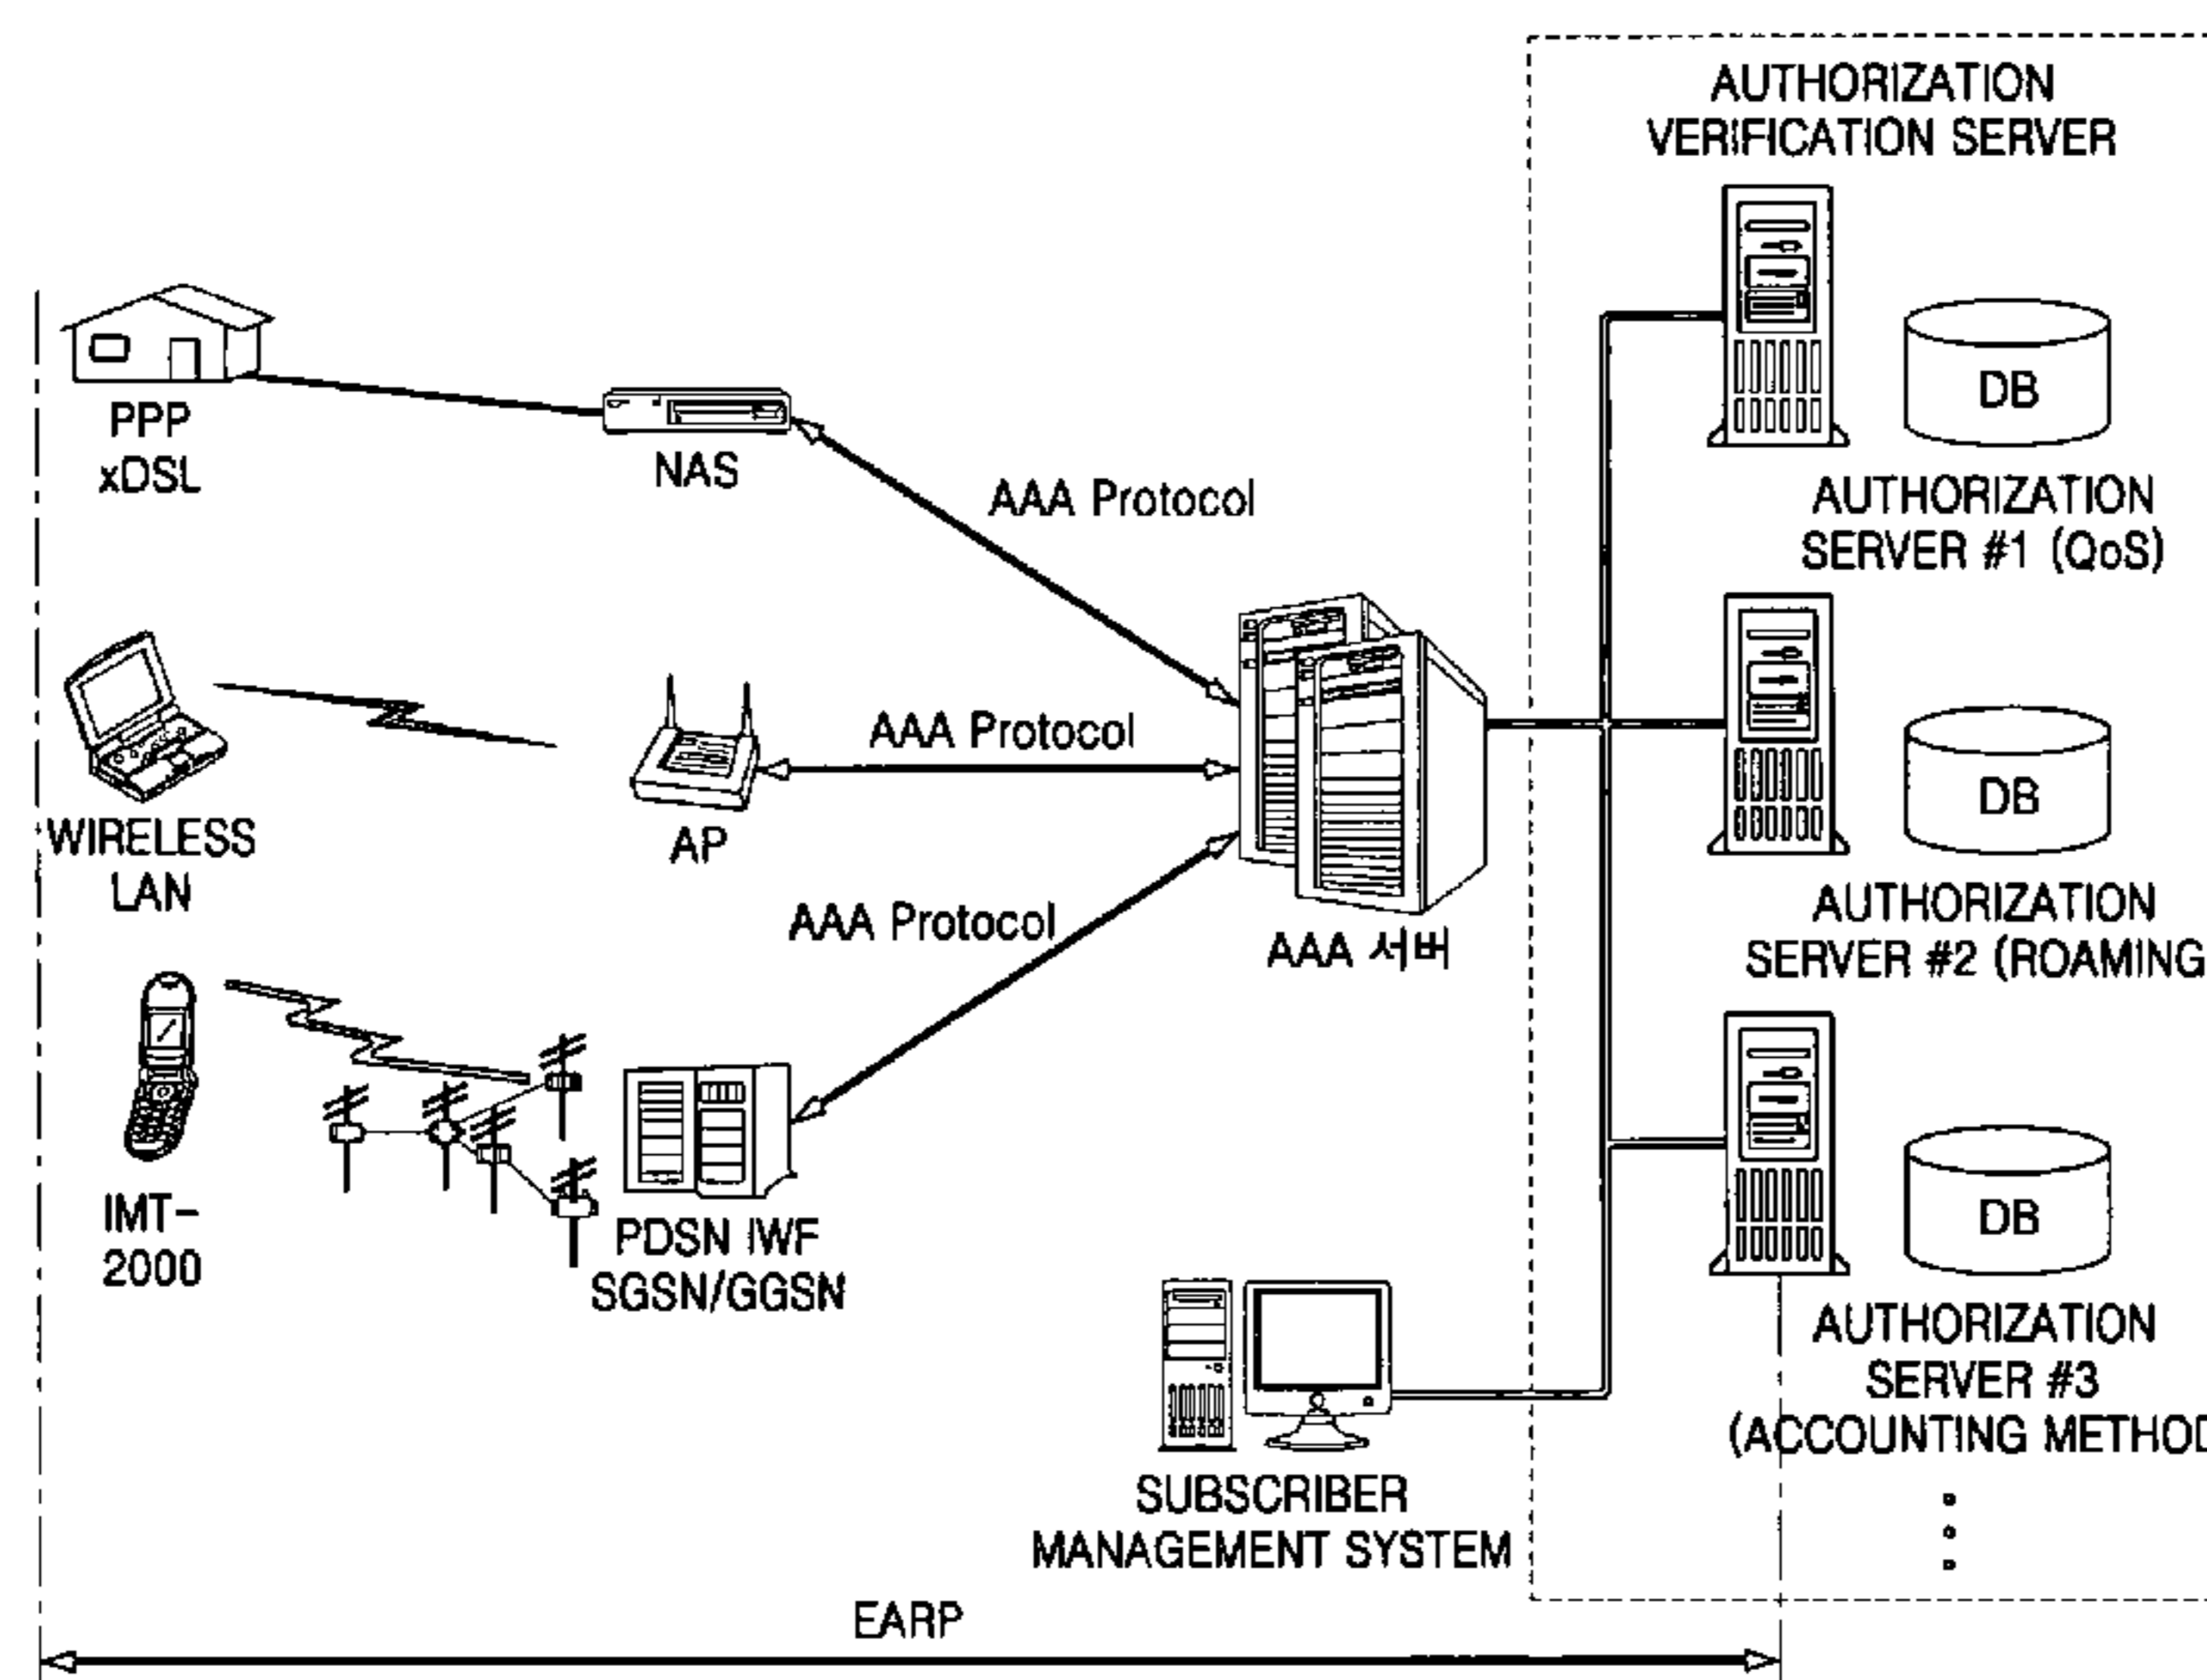 AUTHORIZATION
VERIFICATION SERVER
DB
AUTHORIZATION
SERVER #1 (QoS)
PPP
xDSL
NAS
AAA Protocol
WIRELESS
LAN
AP
AAA Protocol
AAA Protocol
AAA 서버
DB
AUTHORIZATION
SERVER #2 (ROAMING
IMT-
2000
PDSN IWF
SGSN/GGSN
DB
AUTHORIZATION
SERVER #3
(ACCOUNTING METHOD
SUBSCRIBER
MANAGEMENT SYSTEM
EARP